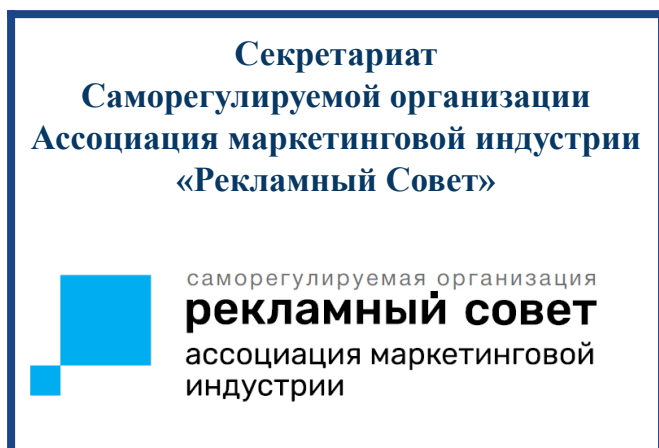 Секретариат
Саморегулируемой организации
Ассоциация маркетинговой индустрии
«Рекламный Совет»
саморегулируемая организация
рекламный совет
ассоциация маркетинговой
индустрии